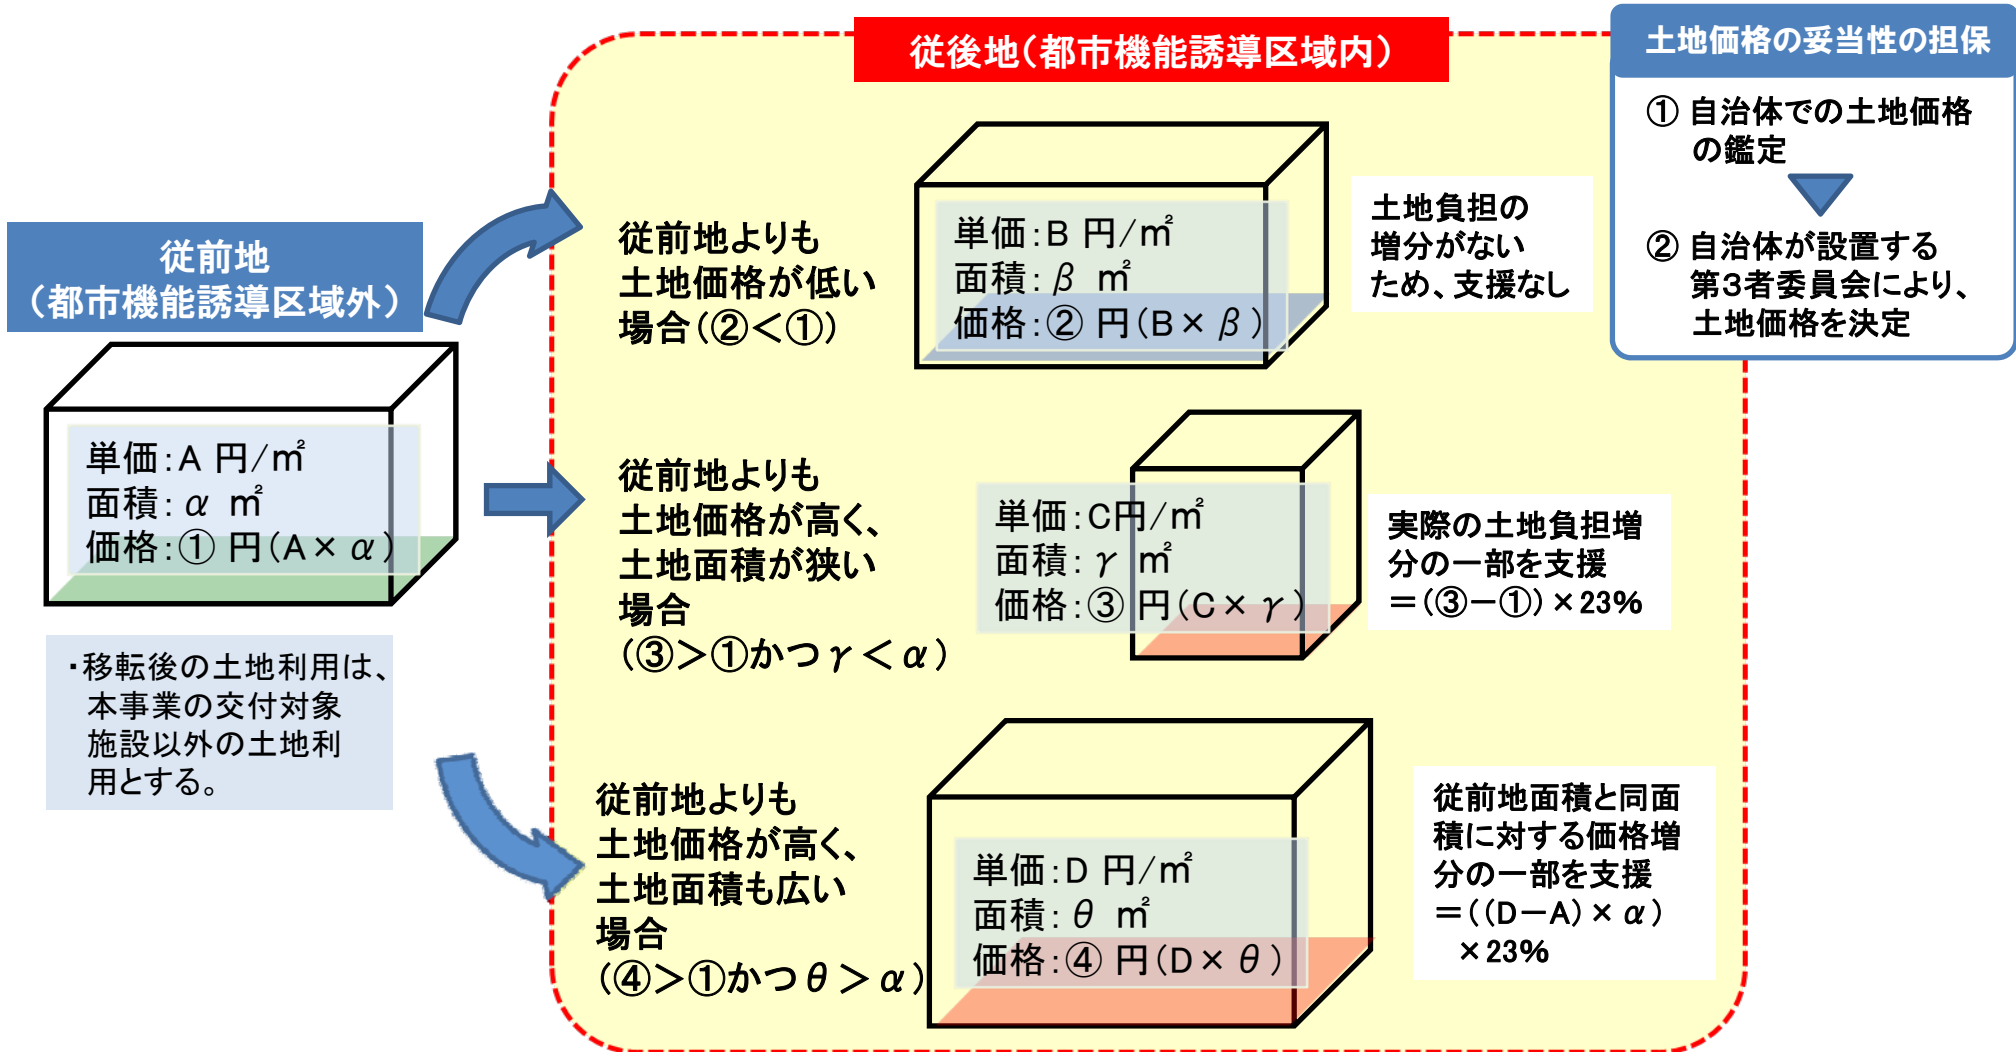 従後地（都市機能誘導区域内）
土地価格の妥当性の担保
① 自治体での土地価格
の鑑定
② 自治体が設置する
第3者委員会により、
土地価格を決定
従前地
（都市機能誘導区域外）
単価：A 円/㎡
面積：α ㎡
価格：① 円（A×α）
・移転後の土地利用は、
本事業の交付対象
施設以外の土地利
用とする。
従前地よりも
土地価格が低い
場合（②＜①）
単価：B 円/㎡
面積：β ㎡
価格：② 円（B×β）
土地負担の
増分がない
ため、支援なし
従前地よりも
土地価格が高く、
土地面積が狭い
場合
（③＞①かつγ＜α）
単価：C円/㎡
面積：γ ㎡
価格：③ 円（C×γ）
実際の土地負担増
分の一部を支援
＝（③－①）×23%
従前地よりも
土地価格が高く、
土地面積も広い
場合
（④＞①かつθ＞α）
単価：D 円/㎡
面積：θ ㎡
価格：④ 円（D×θ）
従前地面積と同面
積に対する価格増
分の一部を支援
＝（（D－A）×α）
×23%